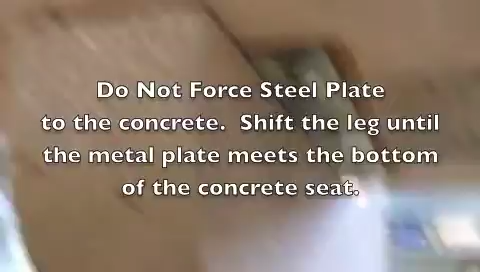 Do Not Force Steel Plate
to the concrete.  Shift the leg until
the metal plate meets the bottom
of the concrete seat.